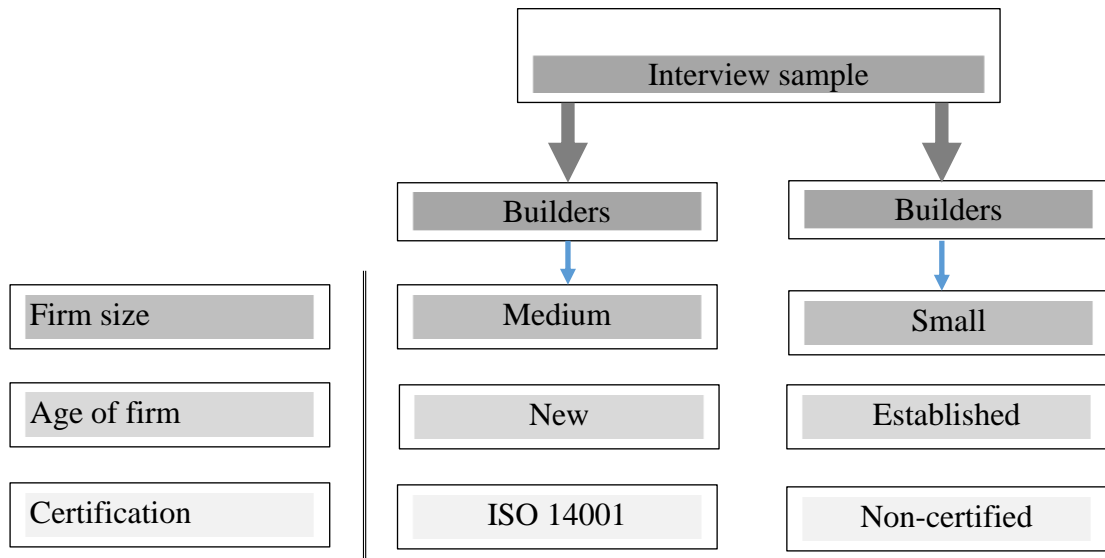 Interview sample
Builders
Builders
Firm size
Medium
Small
Age of firm
New
Established
Certification
ISO 14001
Non-certified